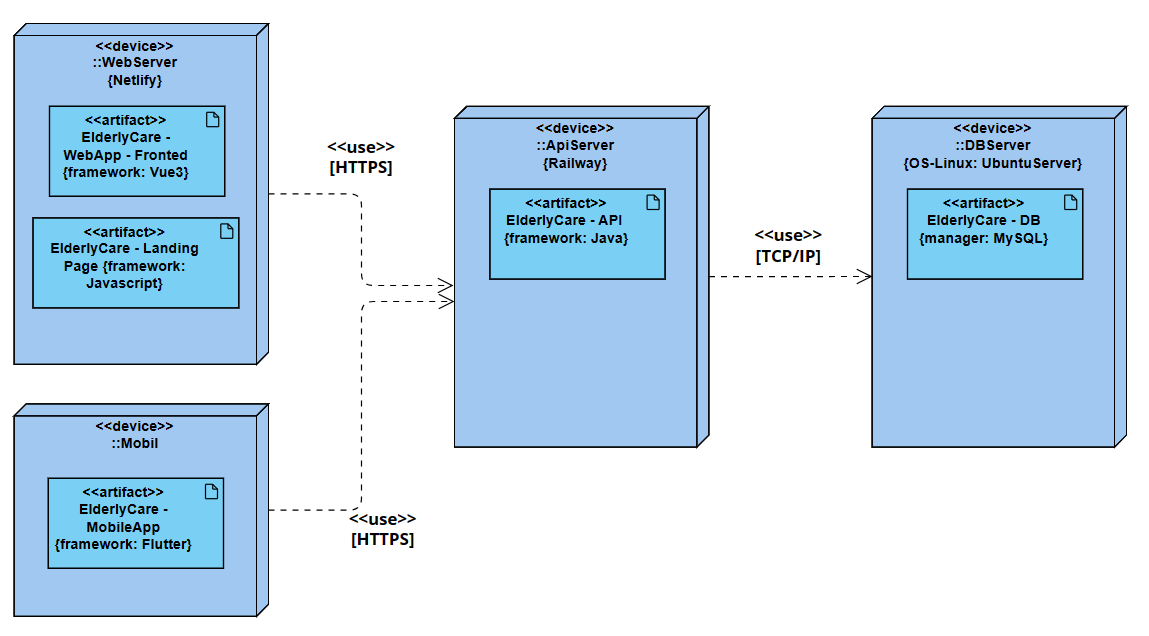 <<device>>
::WebServer
{Netlify}
<<artifact>>
ElderlyCare -
WebApp - Fronted
{framework: Vue3}
<<artifact>>
ElderlyCare - Landing
Page {framework:
Javascript}
<<device>>
::Mobil
<<artifact>>
ElderlyCare -
MobileApp
{framework: Flutter}
<<use>>
[HTTPS]
<<use>>
[HTTPS]
<<device>>
::ApiServer
{Railway}
<<artifact>>
ElderlyCare - API
{framework: Java}
<<use>>
[TCP/IP]
<<device>>
::DBServer
{OS-Linux: UbuntuServer}
<<artifact>>
ElderlyCare - DB
{manager: MySQL}